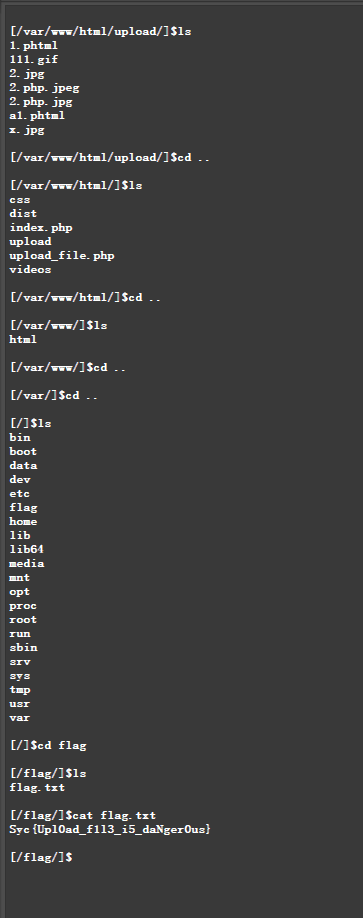 [/var/www/html/upload/]$ls
1.phtml
111.gif
2.jpg
2.php.jpeg
2.php.jpg
a1.phtml
x.jpg
[/var/www/html/upload/]$cd ..
[/var/www/html/]$ls
css
dist
index.php
upload
upload_file.php
videos
[/var/www/html/]$cd ..
[/var/www/]$ls
html
[/var/www/]$cd ..
[/var/]$cd ..
[/]$ls
bin
boot
data
dev
etc
flag
home
lib
lib64
media
mnt
opt
proc
root
run
sbin
srv
sys
tmp
usr
var
[/]$cd flag
[/flag/]$ls
flag.txt
[/flag/]$cat flag.txt
Syc{UplOad_f1l3_i5_daNgerOus}
[/flag/]$